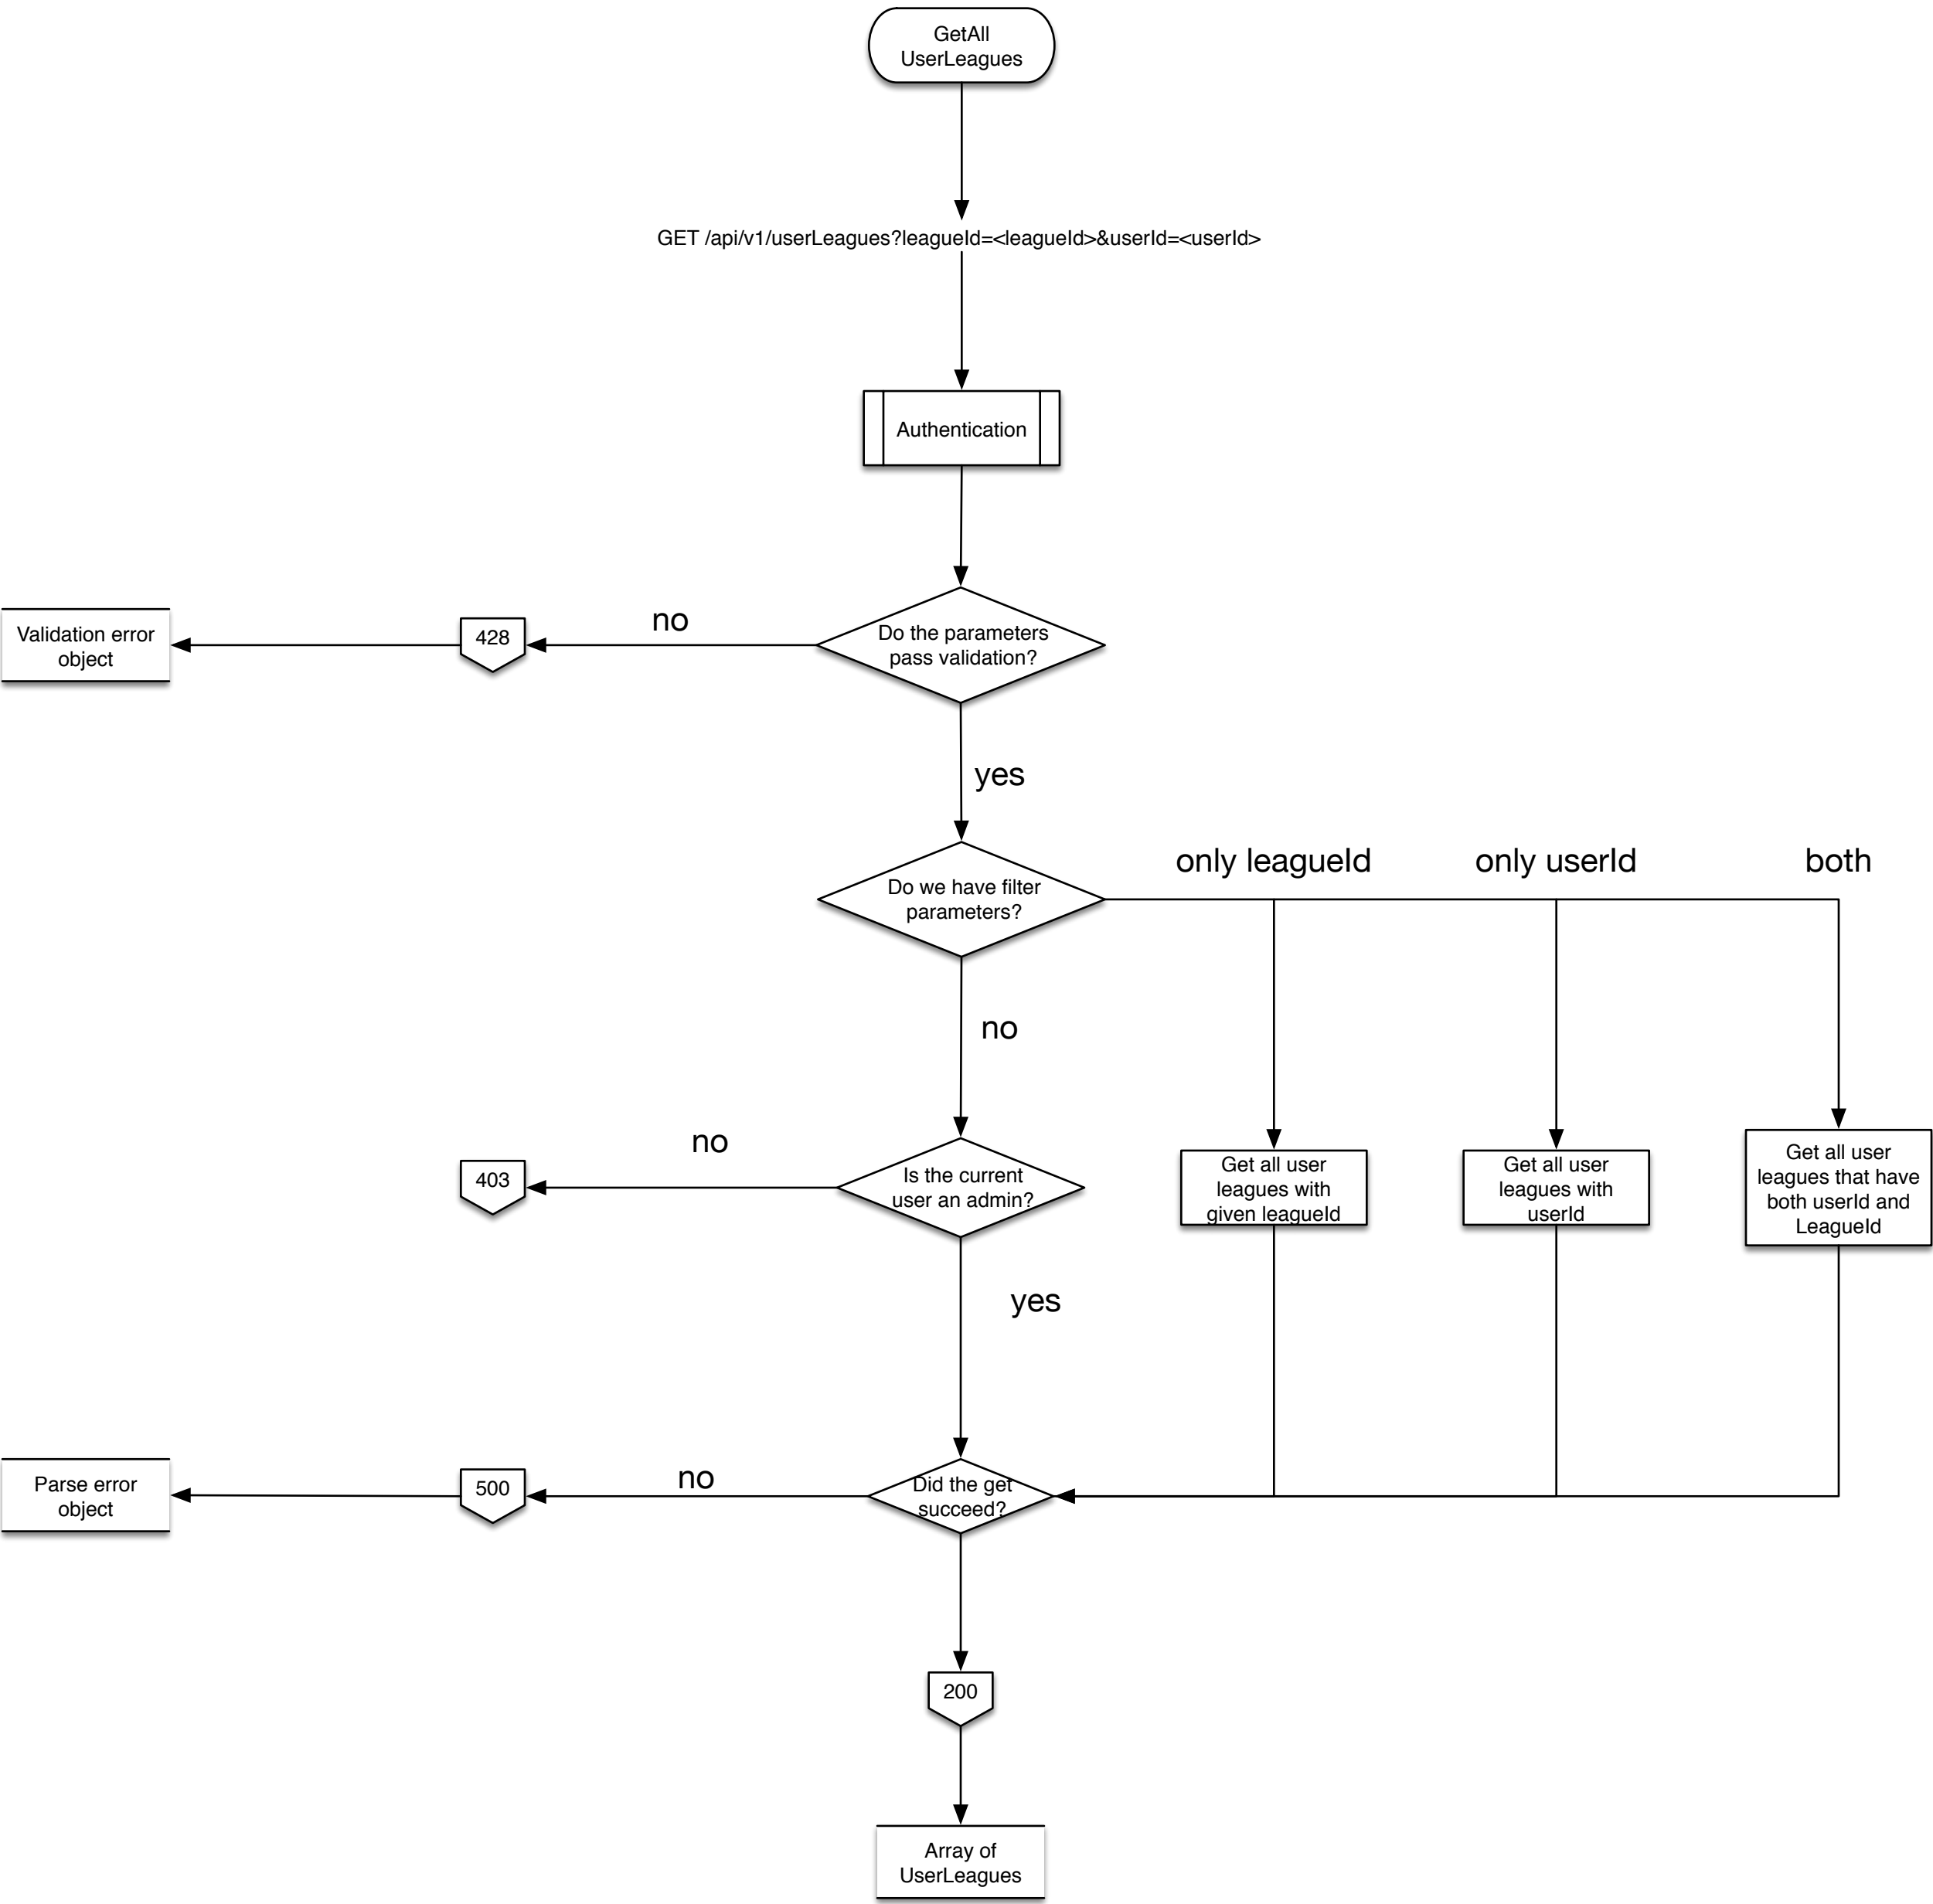 GetAll
UserLeagues
GET /api/v1/userLeagues?leagueId=<leagueId>&userId=<userId>
Authentication
Do the parameters
pass validation?
no
428
Validation error
object
yes
Do we have filter
parameters?
only leagueId
only userId
both
no
Is the current
user an admin?
no
403
Get all user
leagues with
given leagueId
Get all user
leagues with
userId
Get all user
leagues that have
both userId and
LeagueId
yes
Did the get
succeed?
no
500
Parse error
object
200
Array of
UserLeagues